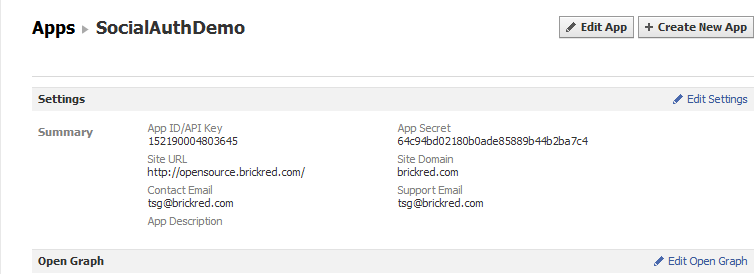 Apps ▸ SocialAuthDemo
Edit App
Create New App
Settings
Edit Settings
Summary
App ID/API Key
152190004803645
App Secret
64c94bd02180b0ade85889b44b2ba7c4
Site URL
http://opensource.brickred.com/
Site Domain
brickred.com
Contact Email
tsg@brickred.com
Support Email
tsg@brickred.com
App Description
Open Graph
Edit Open Graph